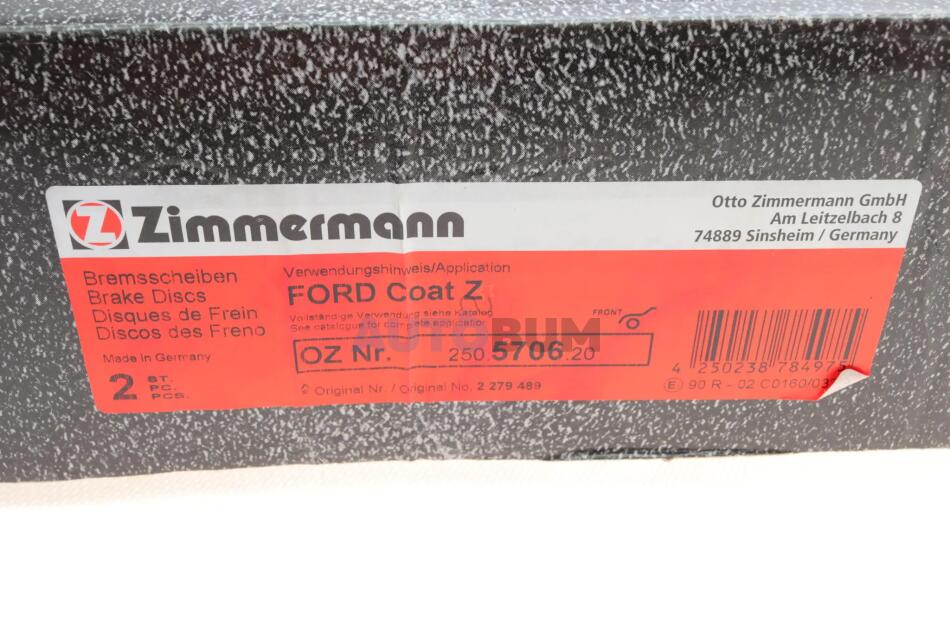 Z Zimmermann
Otto Zimmermann GmbH
Am Leitzelbach 8
74889 Sinsheim / Germany
Bremsscheiben
Brake Discs
Disques de Frein
Discos des Freno
Made in Germany
2 ST.
PC.
PCS.
Verwendungshinweis/Application
FORD Coat Z
Vollständige Verwendung siehe Katalog
See catalogue for complete application
FRONT
AUTOBUM
OZ Nr. 250.5706.20
Original Nr. / original No. 2 279 489
4 250238 784975
E 90 R - 02 C0160/03